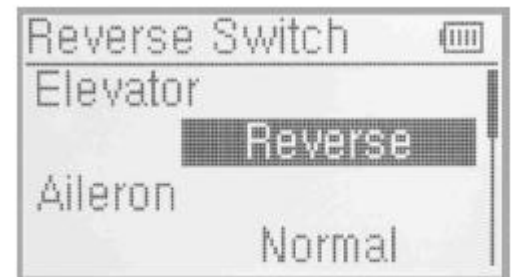 Reverse Switch
Elevator
Reverse
Aileron
Normal